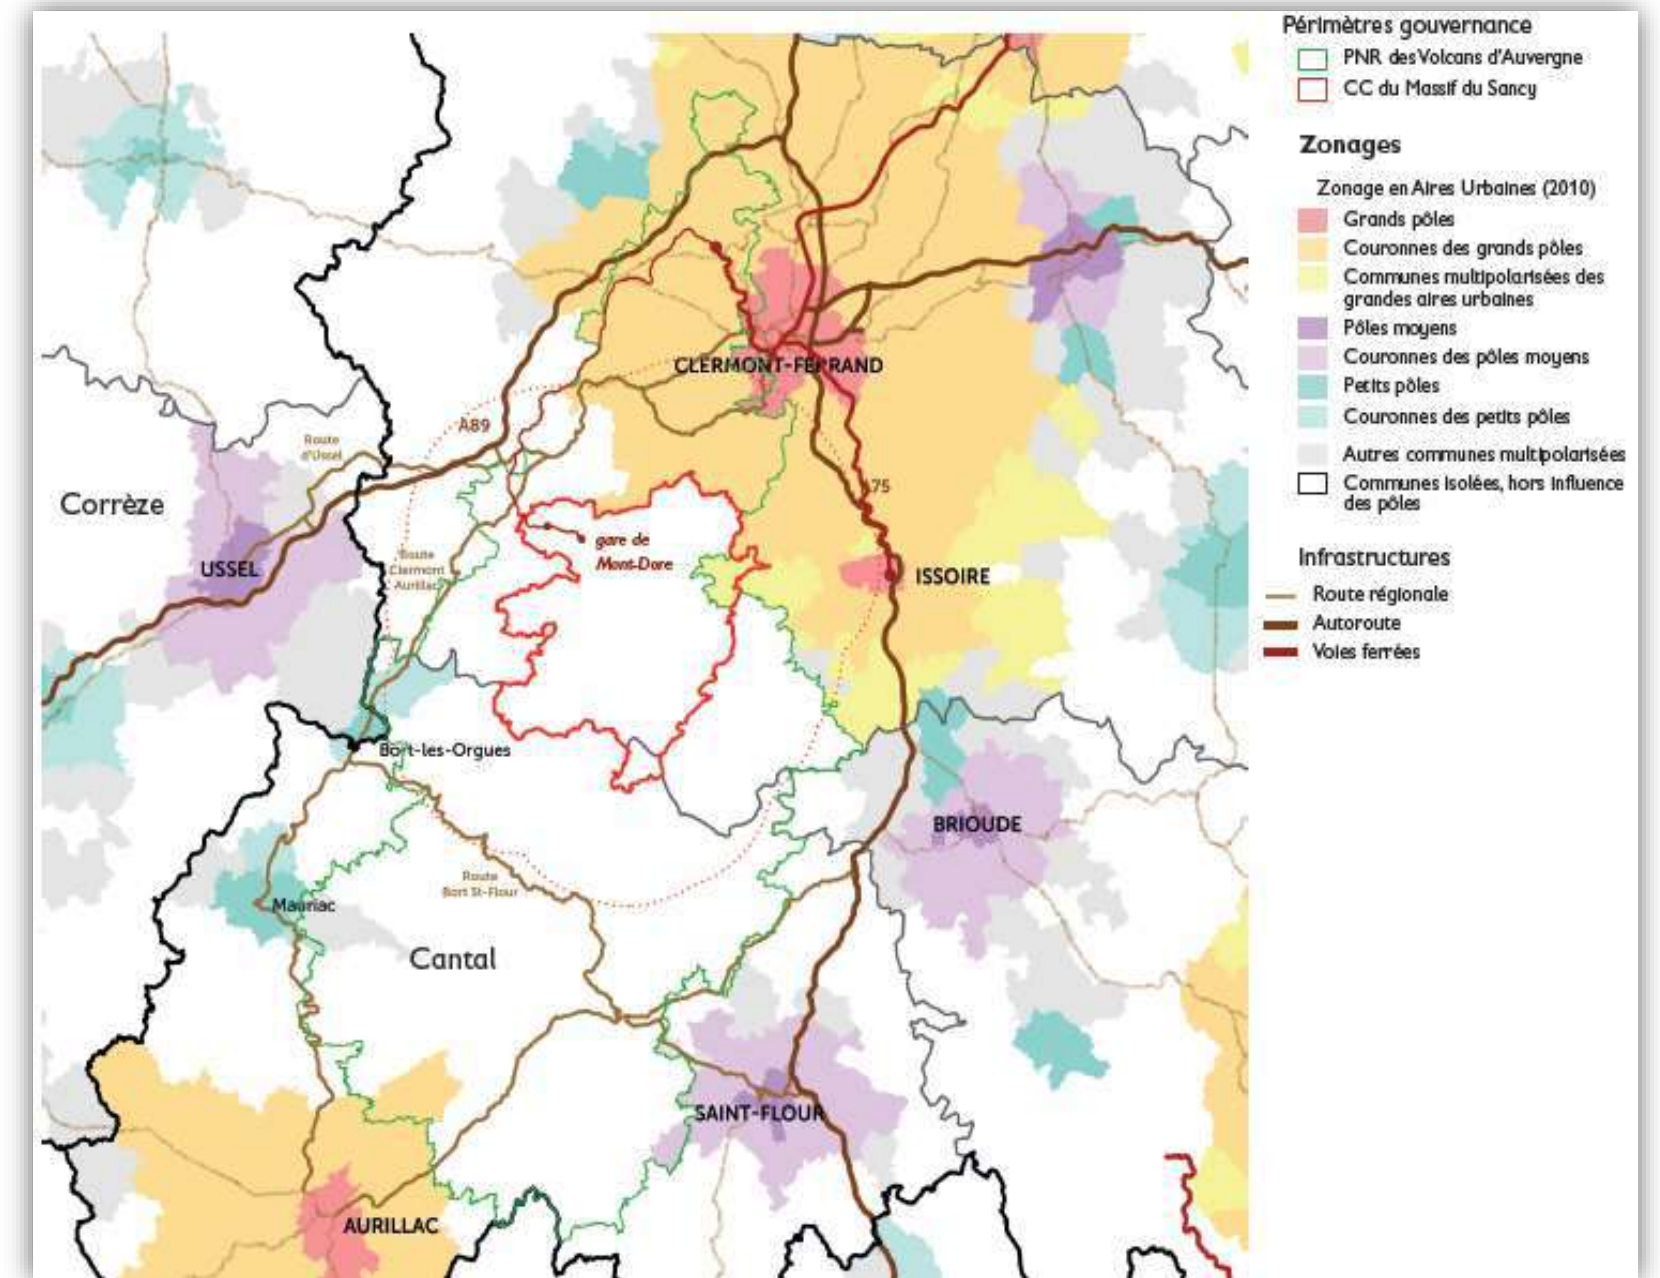 Périmètres gouvernance
PNR des Volcans d'Auvergne
CC du Massif du Sancy
Zonages
Zonage en Aires Urbaines (2010)
Grands pôles
Couronnes des grands pôles
Communes multipolarisées des
grandes aires urbaines
Pôles moyens
Couronnes des pôles moyens
Petits pôles
Couronnes des petits pôles
Autres communes multipolarisées
Communes isolées, hors influence
des pôles
Infrastructures
Route régionale
Autoroute
Voies ferrées
CLERMONT-FERRAND
A89
Route
d'Ussel
Corrèze
A75
gare de
Mont-Dore
Route
Clermont
Aurillac
USSEL
ISSOIRE
Bort-les-Orgues
BRIOUDE
Route
Bort St-Flour
Mauriac
Cantal
SAINT-FLOUR
AURILLAC